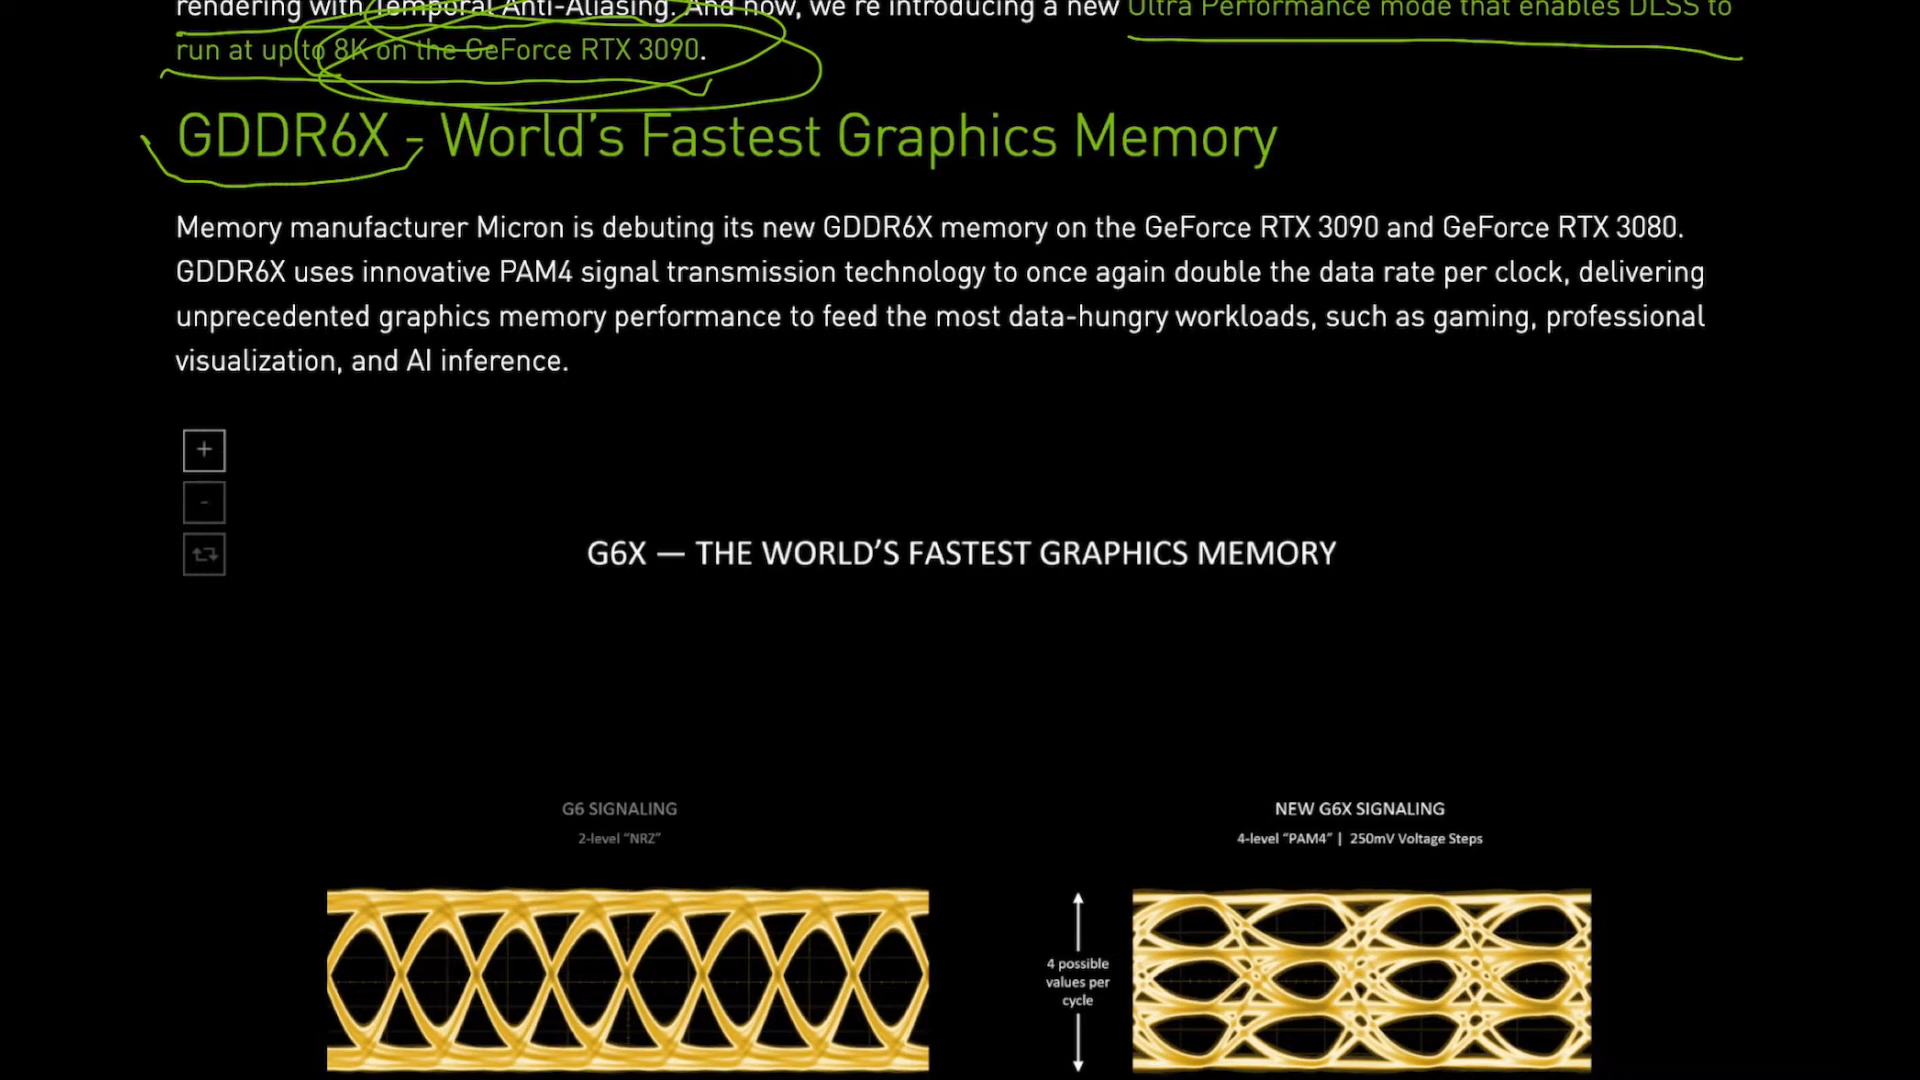 rendering with Temporal Anti-Aliasing. And now, we're introducing a new Ultra Performance mode that enables DLSS to
run at up to 8K on the GeForce RTX 3090.
GDDR6X - World's Fastest Graphics Memory
Memory manufacturer Micron is debuting its new GDDR6X memory on the GeForce RTX 3090 and GeForce RTX 3080.
GDDR6X uses innovative PAM4 signal transmission technology to once again double the data rate per clock, delivering
unprecedented graphics memory performance to feed the most data-hungry workloads, such as gaming, professional
visualization, and AI inference.
+
-
G6X — THE WORLD'S FASTEST GRAPHICS MEMORY
G6 SIGNALING
2-level "NRZ"
NEW G6X SIGNALING
4-level "PAM4" | 250mV Voltage Steps
4 possible
values per
cycle